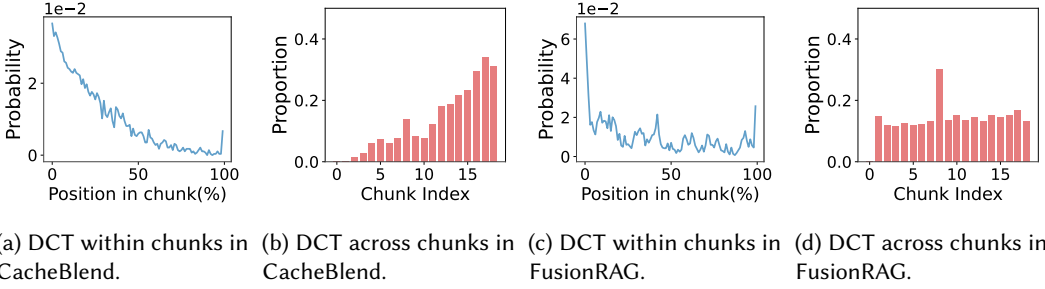 1e−2
Probability
2
0
0
50
100
Position in chunk(%)
Proportion
0.4
0.2
0.0
0
5
10
15
Chunk Index
1e−2
Probability
6
4
2
0
0
50
100
Position in chunk(%)
Proportion
0.4
0.2
0.0
0
5
10
15
Chunk Index
(a) DCT within chunks in
CacheBlend.
(b) DCT across chunks in
CacheBlend.
(c) DCT within chunks in
FusionRAG.
(d) DCT across chunks in
FusionRAG.